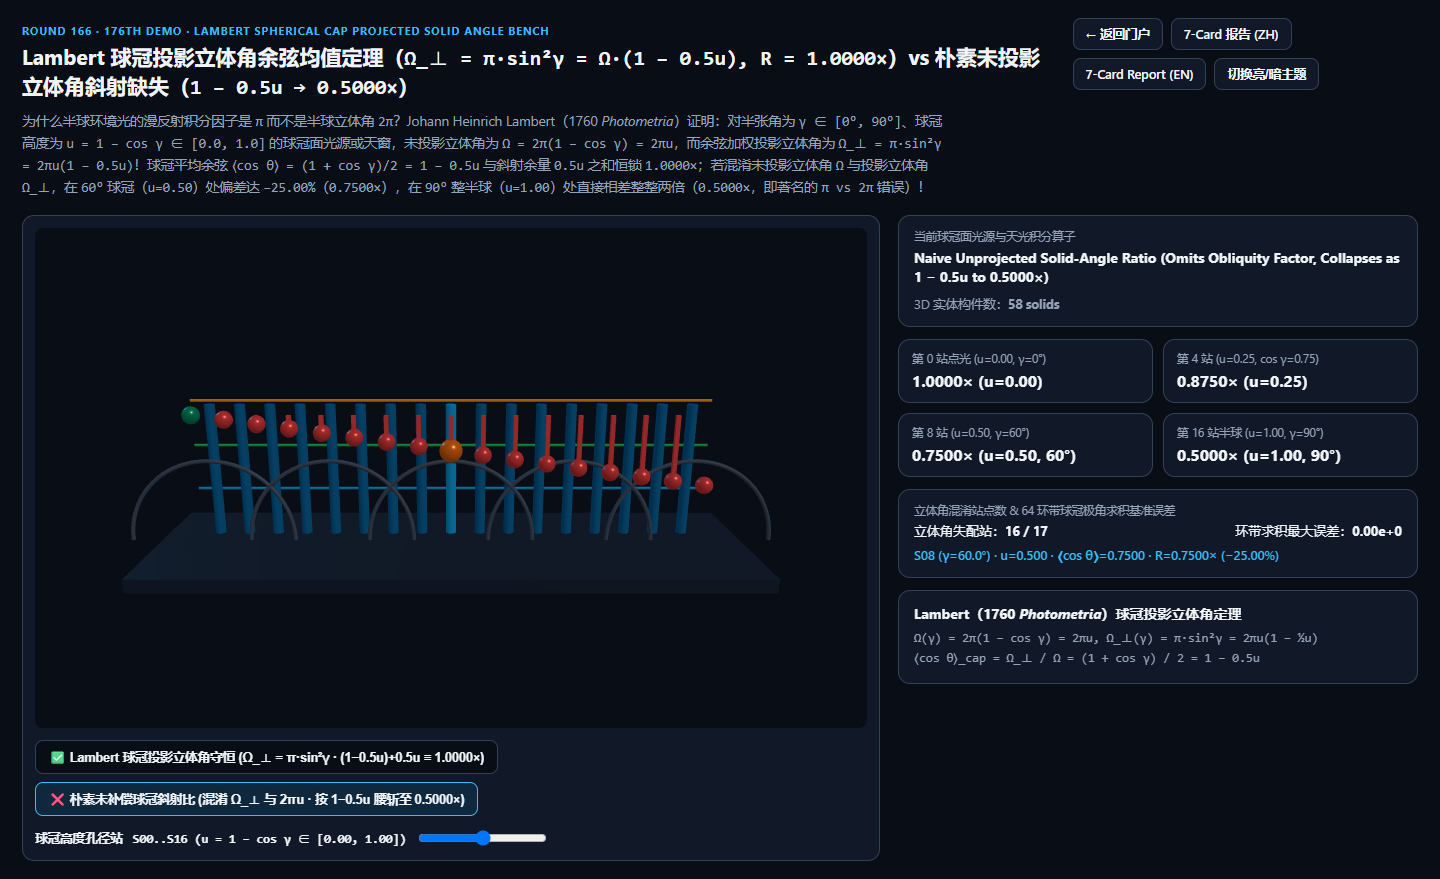 ROUND 166 · 176TH DEMO · LAMBERT SPHERICAL CAP PROJECTED SOLID ANGLE BENCH
Lambert 球冠投影立体角余弦均值定理（Ω_⊥ = π·sin²γ = Ω·(1 − 0.5u), R = 1.0000×）vs 朴素未投影
立体角斜射缺失（1 − 0.5u → 0.5000×）
← 返回门户
7-Card 报告 (ZH)
7-Card Report (EN)
切换亮/暗主题
为什么半球环境光的漫反射积分因子是 π 而不是半球立体角 2π？Johann Heinrich Lambert（1760 Photometria）证明：对半张角为 γ ∈ [0°, 90°]、球冠
高度为 u = 1 − cos γ ∈ [0.0, 1.0] 的球冠面光源或天窗，未投影立体角为 Ω = 2π(1 − cos γ) = 2πu，而余弦加权投影立体角为 Ω_⊥ = π·sin²γ
= 2πu(1 − 0.5u)！球冠平均余弦 ⟨cos θ⟩ = (1 + cos γ)/2 = 1 − 0.5u 与斜射余量 0.5u 之和恒锁 1.0000×；若混淆未投影立体角 Ω 与投影立体角
Ω_⊥，在 60° 球冠（u=0.50）处偏差达 −25.00%（0.7500×），在 90° 整半球（u=1.00）处直接相差整整两倍（0.5000×，即著名的 π vs 2π 错误）！
当前球冠面光源与天光积分算子
Naive Unprojected Solid-Angle Ratio (Omits Obliquity Factor, Collapses as
1 − 0.5u to 0.5000×)
3D 实体构件数：58 solids
第 0 站点光 (u=0.00, γ=0°)
1.0000× (u=0.00)
第 4 站 (u=0.25, cos γ=0.75)
0.8750× (u=0.25)
第 8 站 (u=0.50, γ=60°)
0.7500× (u=0.50, 60°)
第 16 站半球 (u=1.00, γ=90°)
0.5000× (u=1.00, 90°)
立体角混淆站点数 & 64 环带球冠极角求积基准误差
立体角失配站：16 / 17
环带求积最大误差：0.00e+0
S08 (γ=60.0°) · u=0.500 · ⟨cos θ⟩=0.7500 · R=0.7500× (−25.00%)
Lambert（1760 Photometria）球冠投影立体角定理
Ω(γ) = 2π(1 − cos γ) = 2πu, Ω_⊥(γ) = π·sin²γ = 2πu(1 − ½u)
⟨cos θ⟩_cap = Ω_⊥ / Ω = (1 + cos γ) / 2 = 1 − 0.5u
✅ Lambert 球冠投影立体角守恒 (Ω_⊥ = π·sin²γ · (1−0.5u)+0.5u ≡ 1.0000×)
❌ 朴素未补偿球冠斜射比 (混淆 Ω_⊥ 与 2πu · 按 1−0.5u 腰斩至 0.5000×)
球冠高度孔径站 S00..S16 (u = 1 − cos γ ∈ [0.00, 1.00])